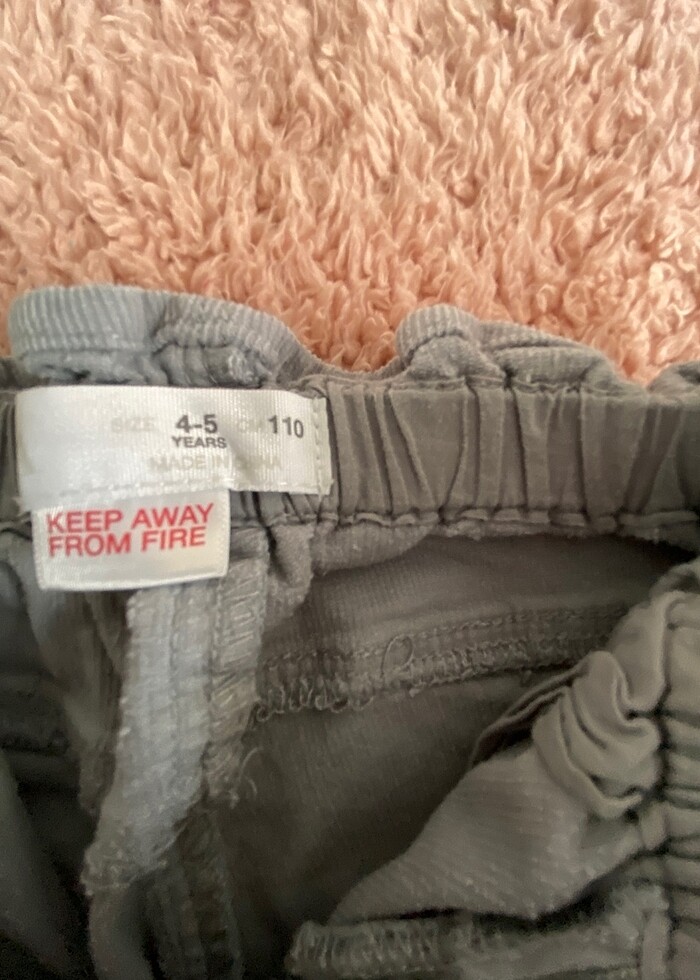 SIZE 4-5 CM 110
YEARS
MADE IN
KEEP AWAY
FROM FIRE